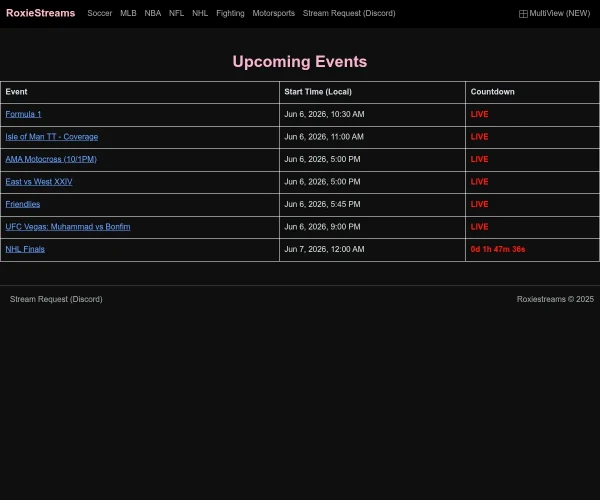 RoxieStreams Soccer MLB NBA NFL NHL Fighting Motorsports Stream Request (Discord) MultiView (NEW)
Upcoming Events
Event Start Time (Local) Countdown
Formula 1 Jun 6, 2026, 10:30 AM LIVE
Isle of Man TT - Coverage Jun 6, 2026, 11:00 AM LIVE
AMA Motocross (10/1PM) Jun 6, 2026, 5:00 PM LIVE
East vs West XXIV Jun 6, 2026, 5:00 PM LIVE
Friendlies Jun 6, 2026, 5:45 PM LIVE
UFC Vegas: Muhammad vs Bonfim Jun 6, 2026, 9:00 PM LIVE
NHL Finals Jun 7, 2026, 12:00 AM 0d 1h 47m 36s
Stream Request (Discord) Roxiestreams © 2025